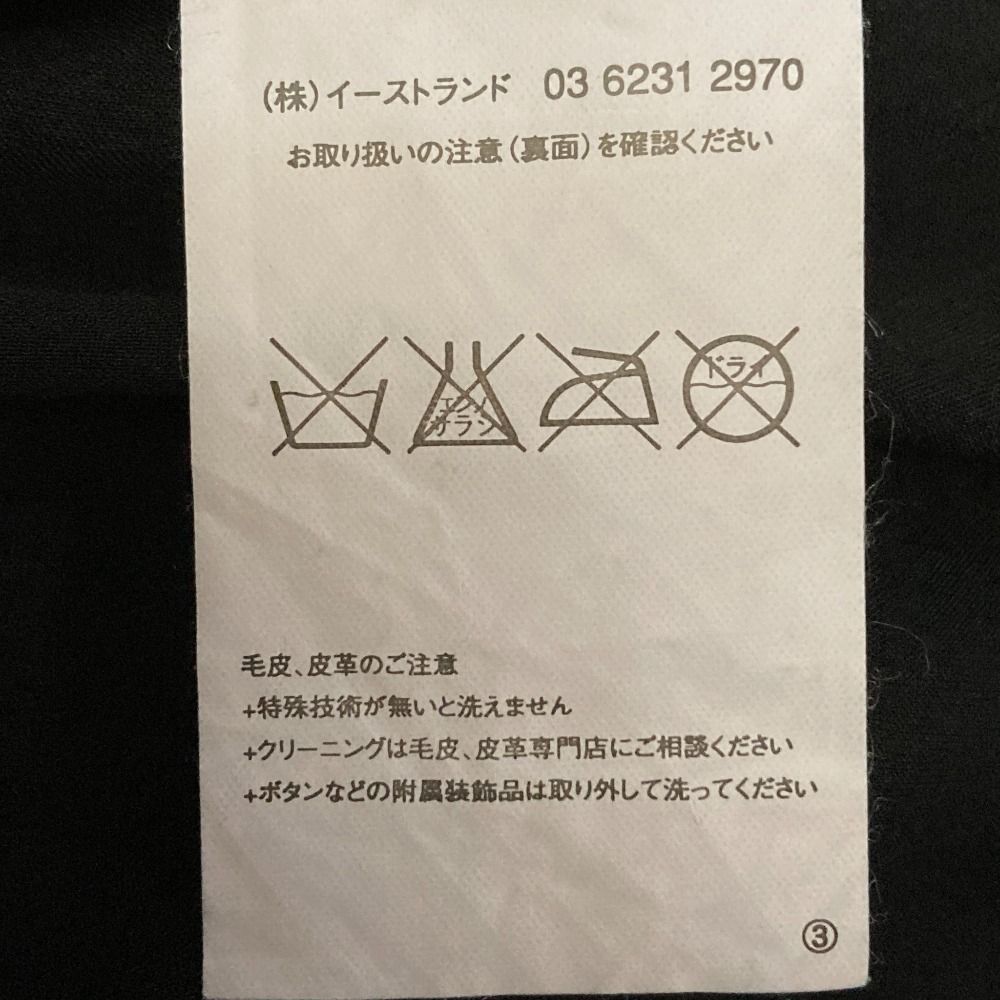 (株)イーストランド 03 6231 2970
お取り扱いの注意(裏面)を確認ください
エンソ
サラシ
ドライ
毛皮、皮革のご注意
+特殊技術が無いと洗えません
+クリーニングは毛皮、皮革専門店にご相談ください
+ボタンなどの附属装飾品は取り外して洗ってください
③